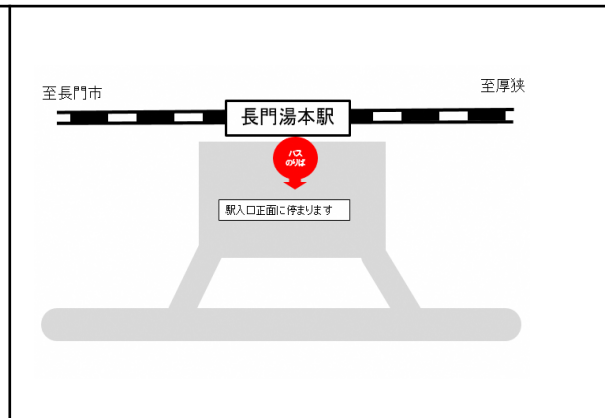 至長門市
至厚狭
長門湯本駅
バス
のりば
駅入口正面に停まります